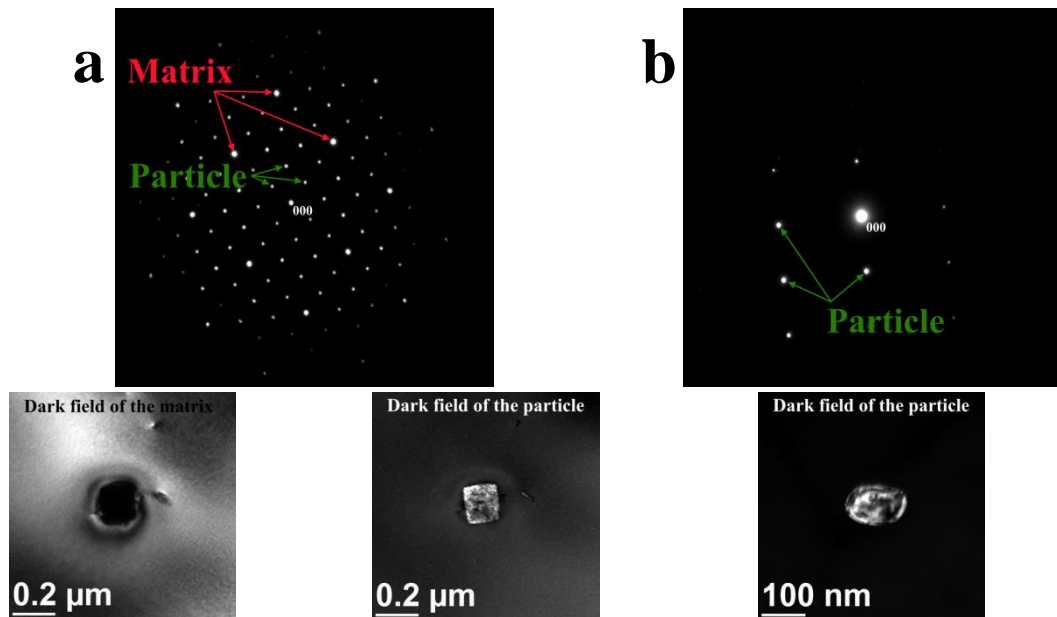 a
Matrix
Particle
000
b
000
Particle
Dark field of the matrix
0.2 µm
Dark field of the particle
0.2 µm
Dark field of the particle
100 nm